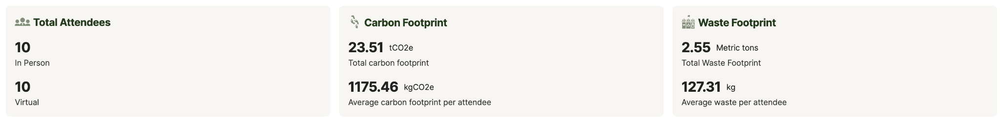 Total Attendees
10
In Person
10
Virtual
Carbon Footprint
23.51 tCO2e
Total carbon footprint
1175.46 kgCO2e
Average carbon footprint per attendee
Waste Footprint
2.55 Metric tons
Total Waste Footprint
127.31 kg
Average waste per attendee